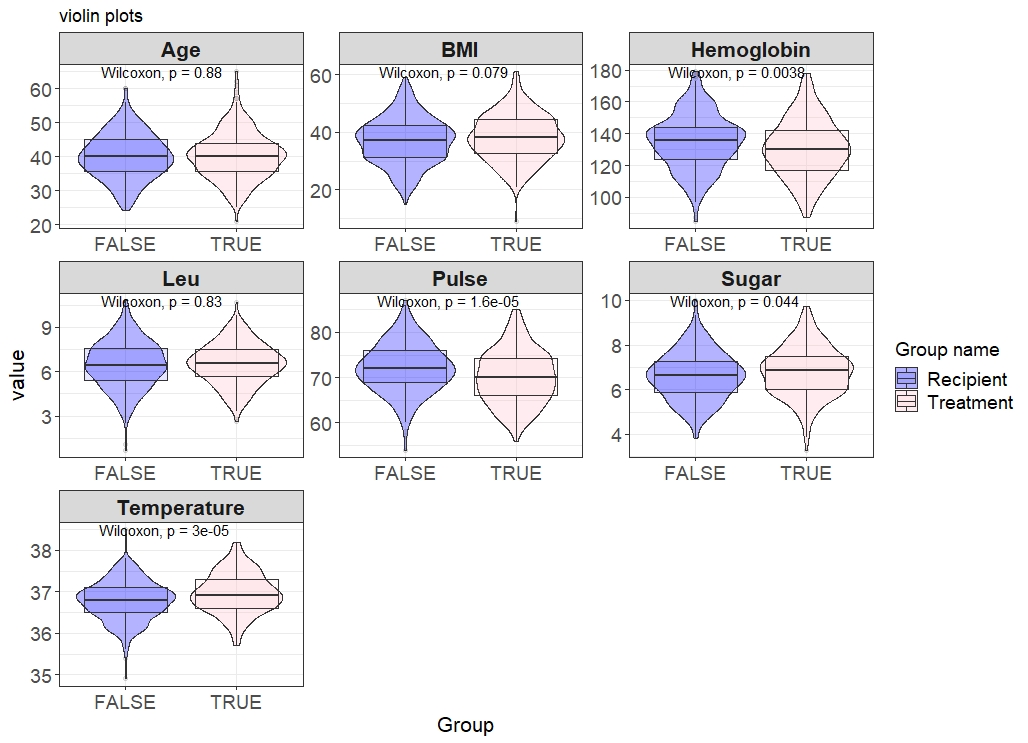 violin plots
Age
BMI
Hemoglobin
Wilcoxon, p = 0.88
Wilcoxon, p = 0.079
Wilcoxon, p = 0.0038
60
50
40
30
20
60
40
20
180
160
140
120
100
FALSE
TRUE
FALSE
TRUE
FALSE
TRUE
Leu
Pulse
Sugar
Wilcoxon, p = 0.83
Wilcoxon, p = 1.6e-05
Wilcoxon, p = 0.044
9
6
3
80
70
60
10
8
6
4
FALSE
TRUE
FALSE
TRUE
FALSE
TRUE
Temperature
Wilcoxon, p = 3e-05
38
37
36
35
FALSE
TRUE
value
Group
Group name
Recipient
Treatment